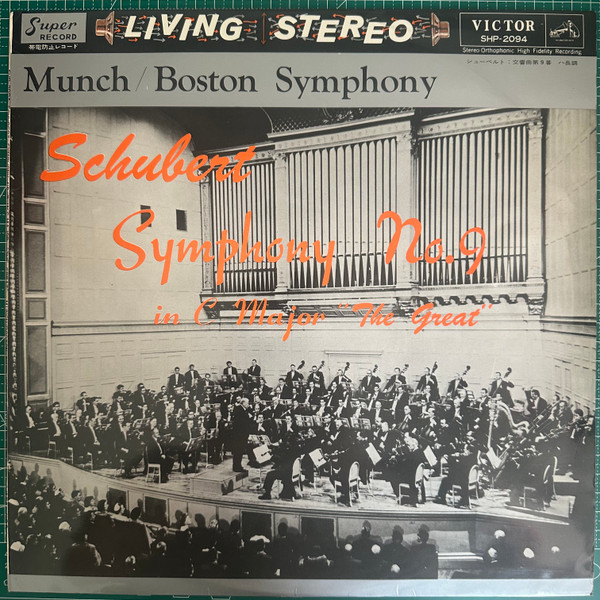 Super
RECORD
帯電防止レコード
LIVING STEREO
VICTOR
SHP-2094
Stereo-Orthophonic High Fidelity Recording
Munch / Boston Symphony
シューベルト：交響曲第9番 ハ長調
Schubert
Symphony No.9
in C Major "The Great"